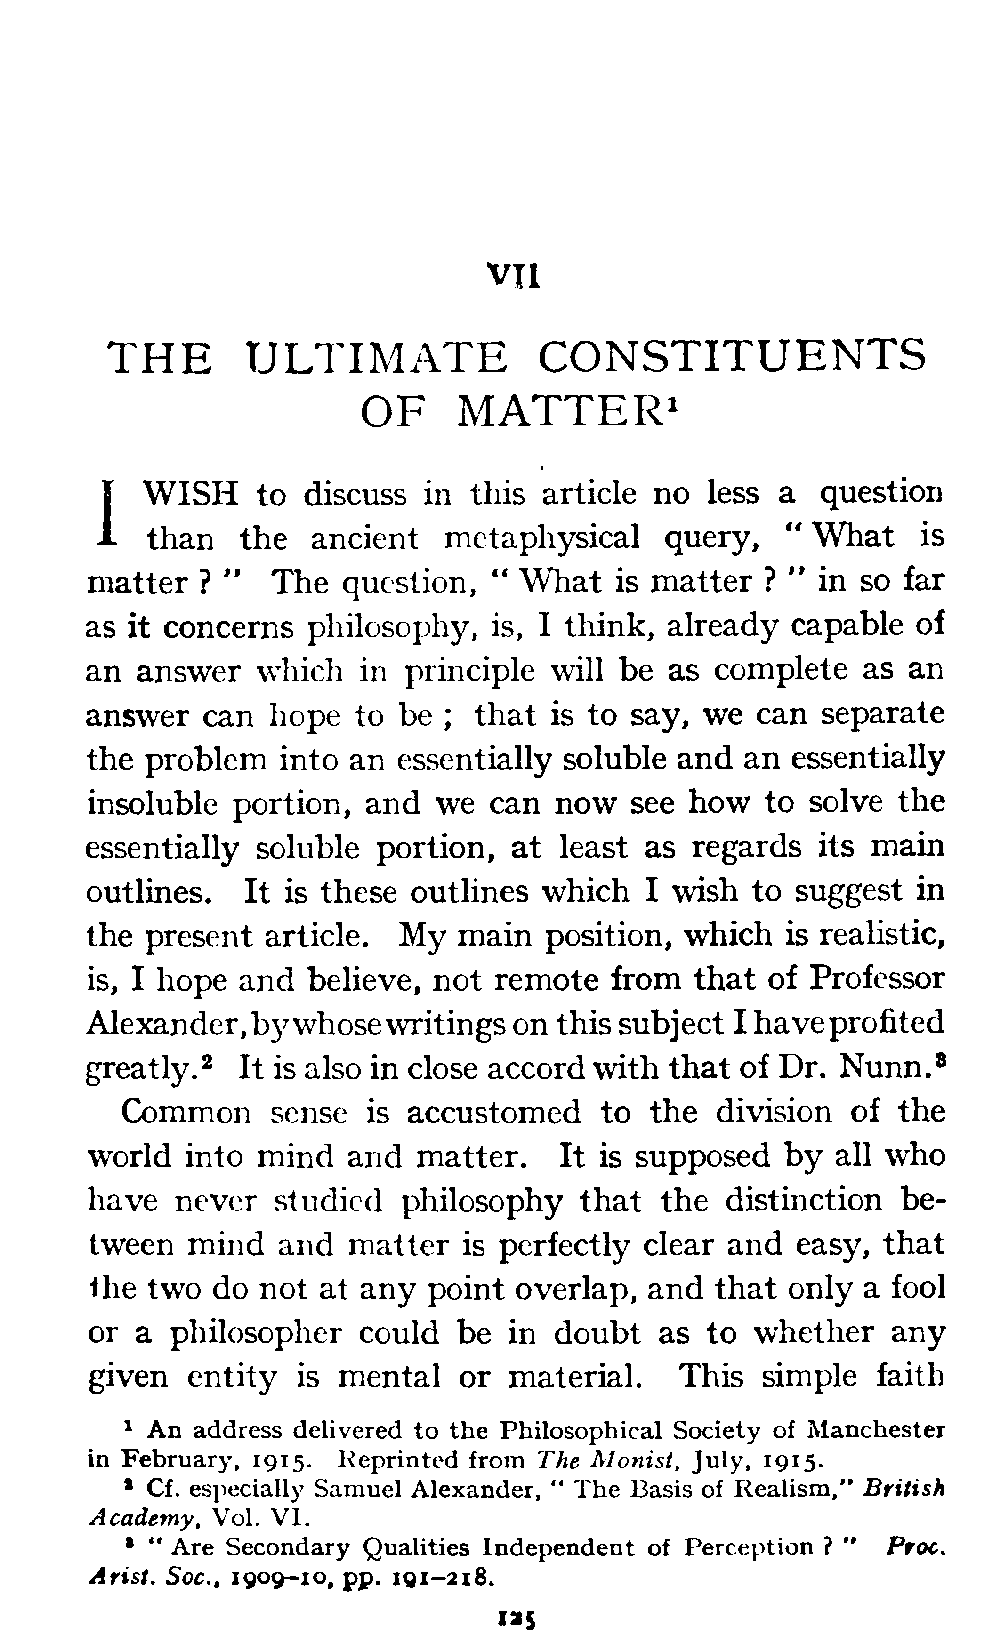 VII
THE ULTIMATE CONSTITUENTS
OF MATTER¹
I WISH to discuss in this article no less a question
than the ancient metaphysical query, “ What is
matter ? ” The question, “ What is matter ? ” in so far
as it concerns philosophy, is, I think, already capable of
an answer which in principle will be as complete as an
answer can hope to be ; that is to say, we can separate
the problem into an essentially soluble and an essentially
insoluble portion, and we can now see how to solve the
essentially soluble portion, at least as regards its main
outlines. It is these outlines which I wish to suggest in
the present article. My main position, which is realistic,
is, I hope and believe, not remote from that of Professor
Alexander, by whose writings on this subject I have profited
greatly.² It is also in close accord with that of Dr. Nunn.³
Common sense is accustomed to the division of the
world into mind and matter. It is supposed by all who
have never studied philosophy that the distinction be-
tween mind and matter is perfectly clear and easy, that
the two do not at any point overlap, and that only a fool
or a philosopher could be in doubt as to whether any
given entity is mental or material. This simple faith
¹ An address delivered to the Philosophical Society of Manchester
in February, 1915. Reprinted from The Monist, July, 1915.
² Cf. especially Samuel Alexander, “ The Basis of Realism,” British
Academy, Vol. VI.
³ “ Are Secondary Qualities Independent of Perception ? ” Proc.
Arist. Soc., 1909–10, pp. 191–218.
125